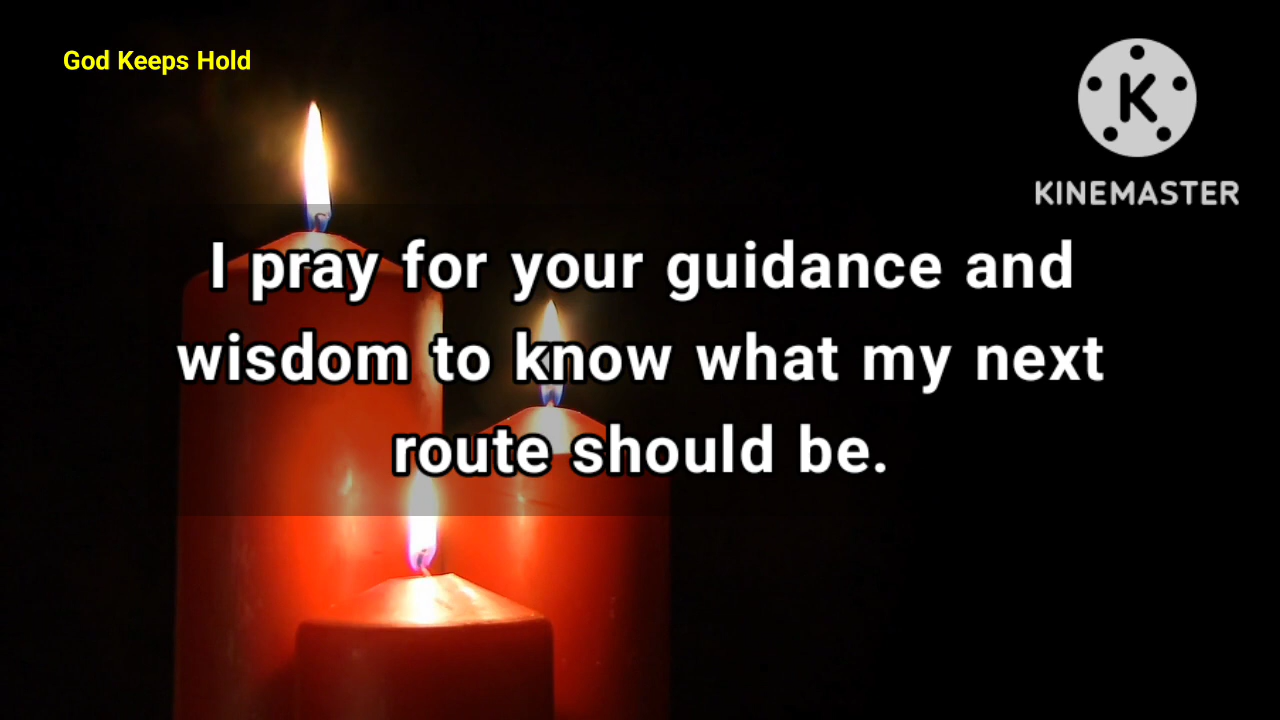 God Keeps Hold
K
KINEMASTER
I pray for your guidance and
wisdom to know what my next
route should be.